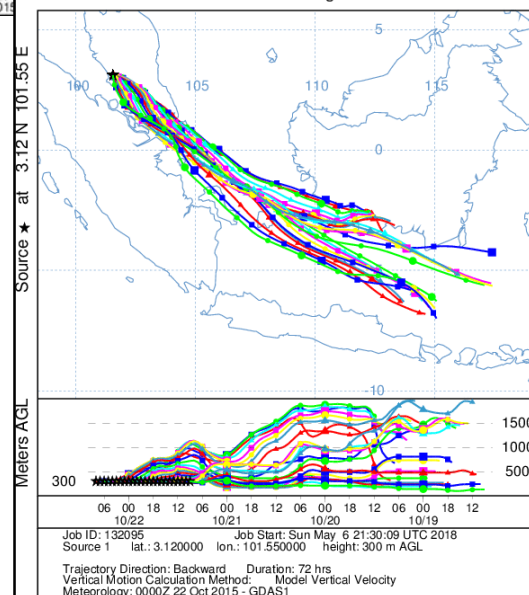 5
100
105
110
115
0
-10
Source ★ at 3.12 N 101.55 E
Meters AGL
1500
1000
500
300
06 00 18 12 06 00 18 12 06 00 18 12 06 00 18 12
10/22 10/21 10/20 10/19
Job ID: 132095 Job Start: Sun May 6 21:30:09 UTC 2018
Source 1 lat.: 3.120000 lon.: 101.550000 height: 300 m AGL
Trajectory Direction: Backward Duration: 72 hrs
Vertical Motion Calculation Method: Model Vertical Velocity
Meteorology: 0000Z 22 Oct 2015 - GDAS1